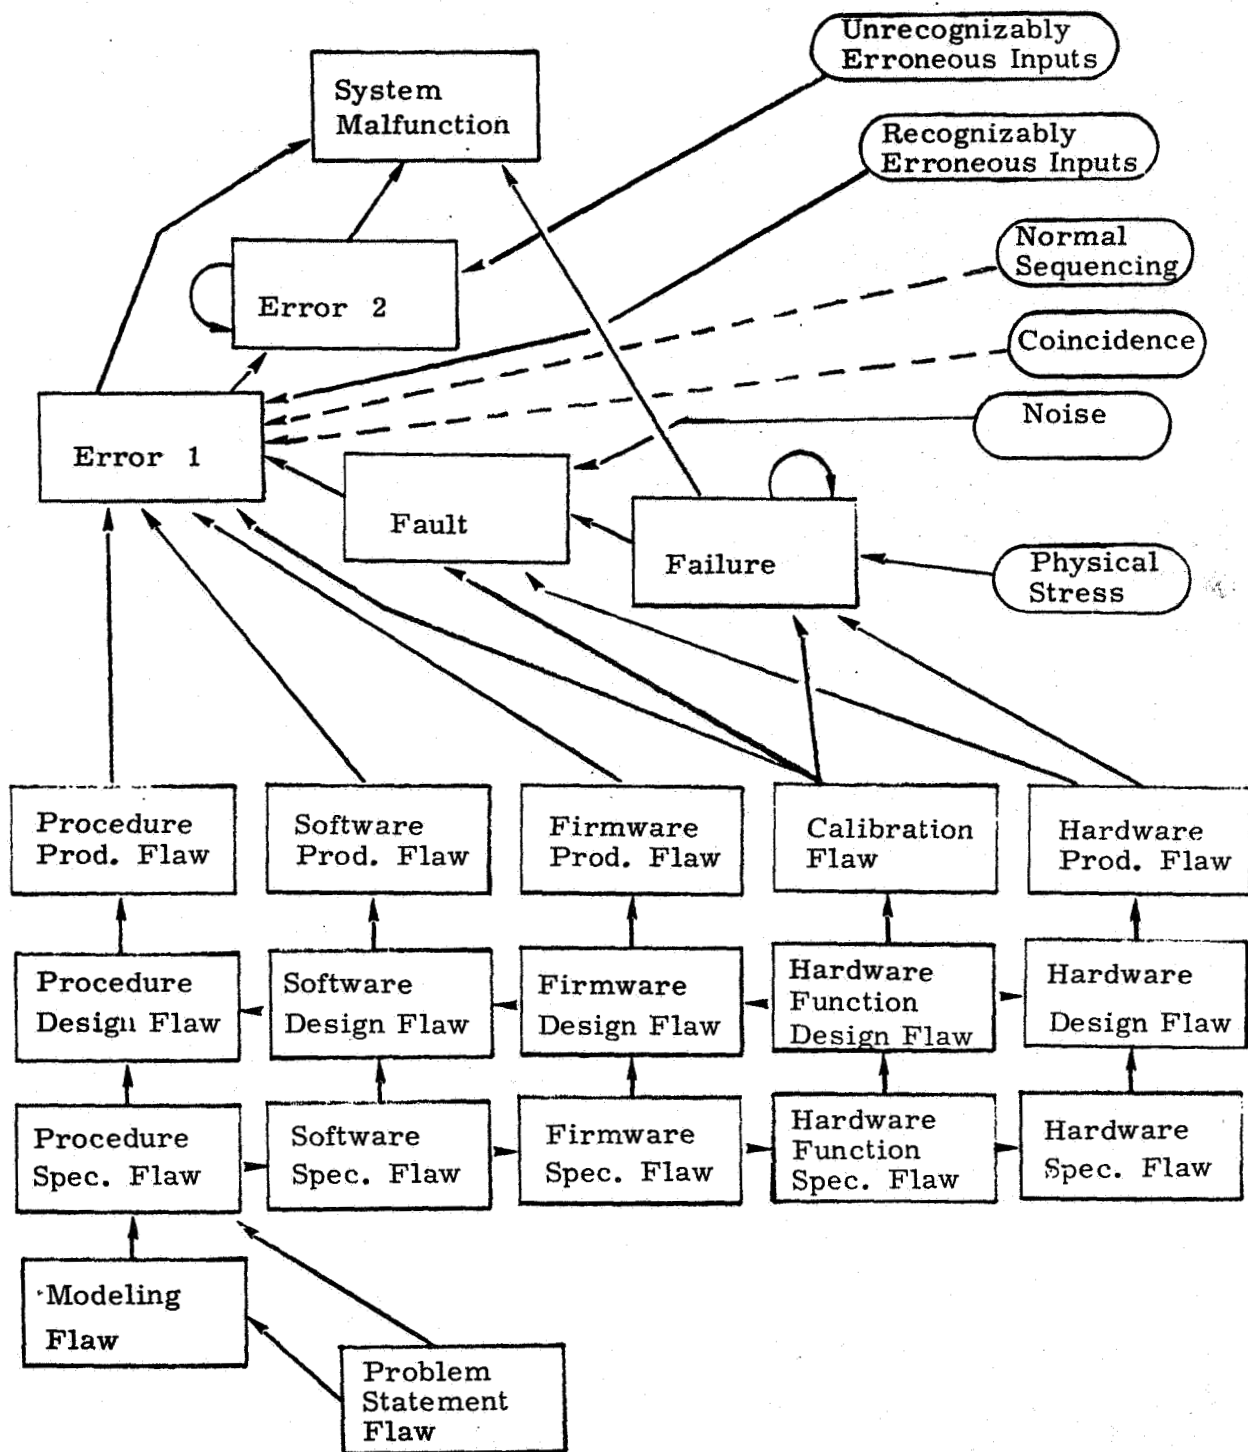 Unrecognizably
Erroneous Inputs
System
Malfunction
Recognizably
Erroneous Inputs
Normal
Sequencing
Error 2
Coincidence
Noise
Error 1
Fault
Failure
Physical
Stress
Procedure
Prod. Flaw
Software
Prod. Flaw
Firmware
Prod. Flaw
Calibration
Flaw
Hardware
Prod. Flaw
Procedure
Design Flaw
Software
Design Flaw
Firmware
Design Flaw
Hardware
Function
Design Flaw
Hardware
Design Flaw
Procedure
Spec. Flaw
Software
Spec. Flaw
Firmware
Spec. Flaw
Hardware
Function
Spec. Flaw
Hardware
Spec. Flaw
Modeling
Flaw
Problem
Statement
Flaw